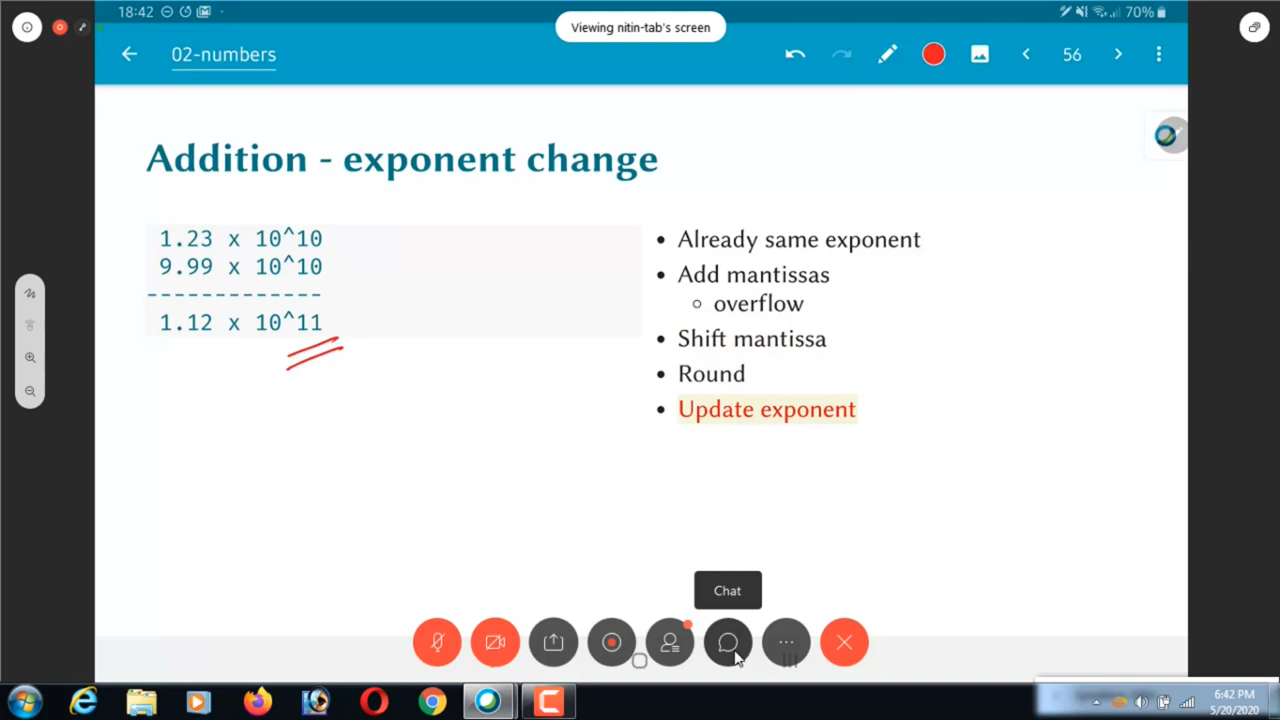 18:42
Viewing nitin-tab's screen
70%
02-numbers
56
Addition - exponent change
1.23 x 10^10
9.99 x 10^10
-------------
1.12 x 10^11
• Already same exponent
• Add mantissas
○ overflow
• Shift mantissa
• Round
• Update exponent
Chat
6:42 PM
5/20/2020